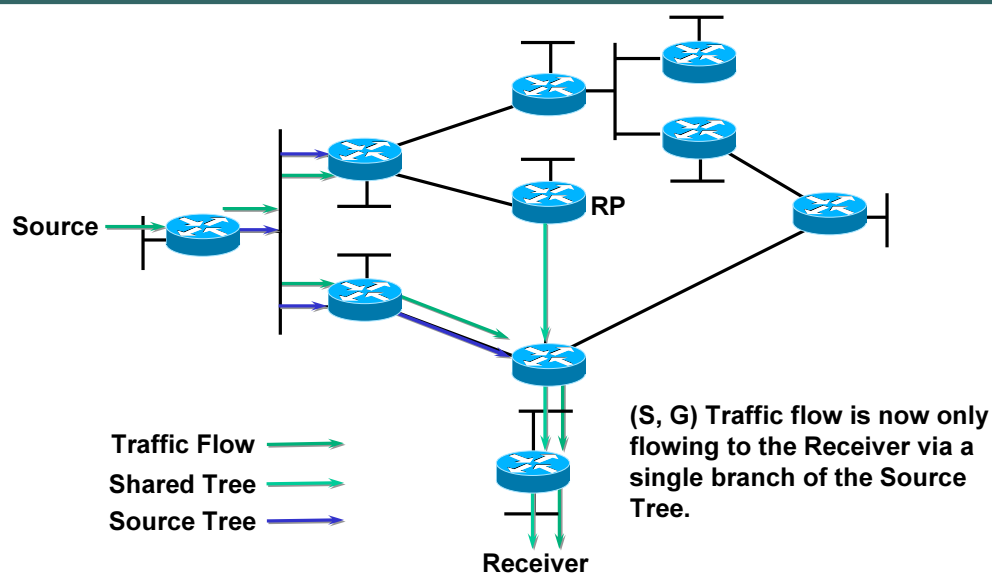 RP
Source
(S, G) Traffic flow is now only
flowing to the Receiver via a
single branch of the Source
Tree.
Traffic Flow
Shared Tree
Source Tree
Receiver